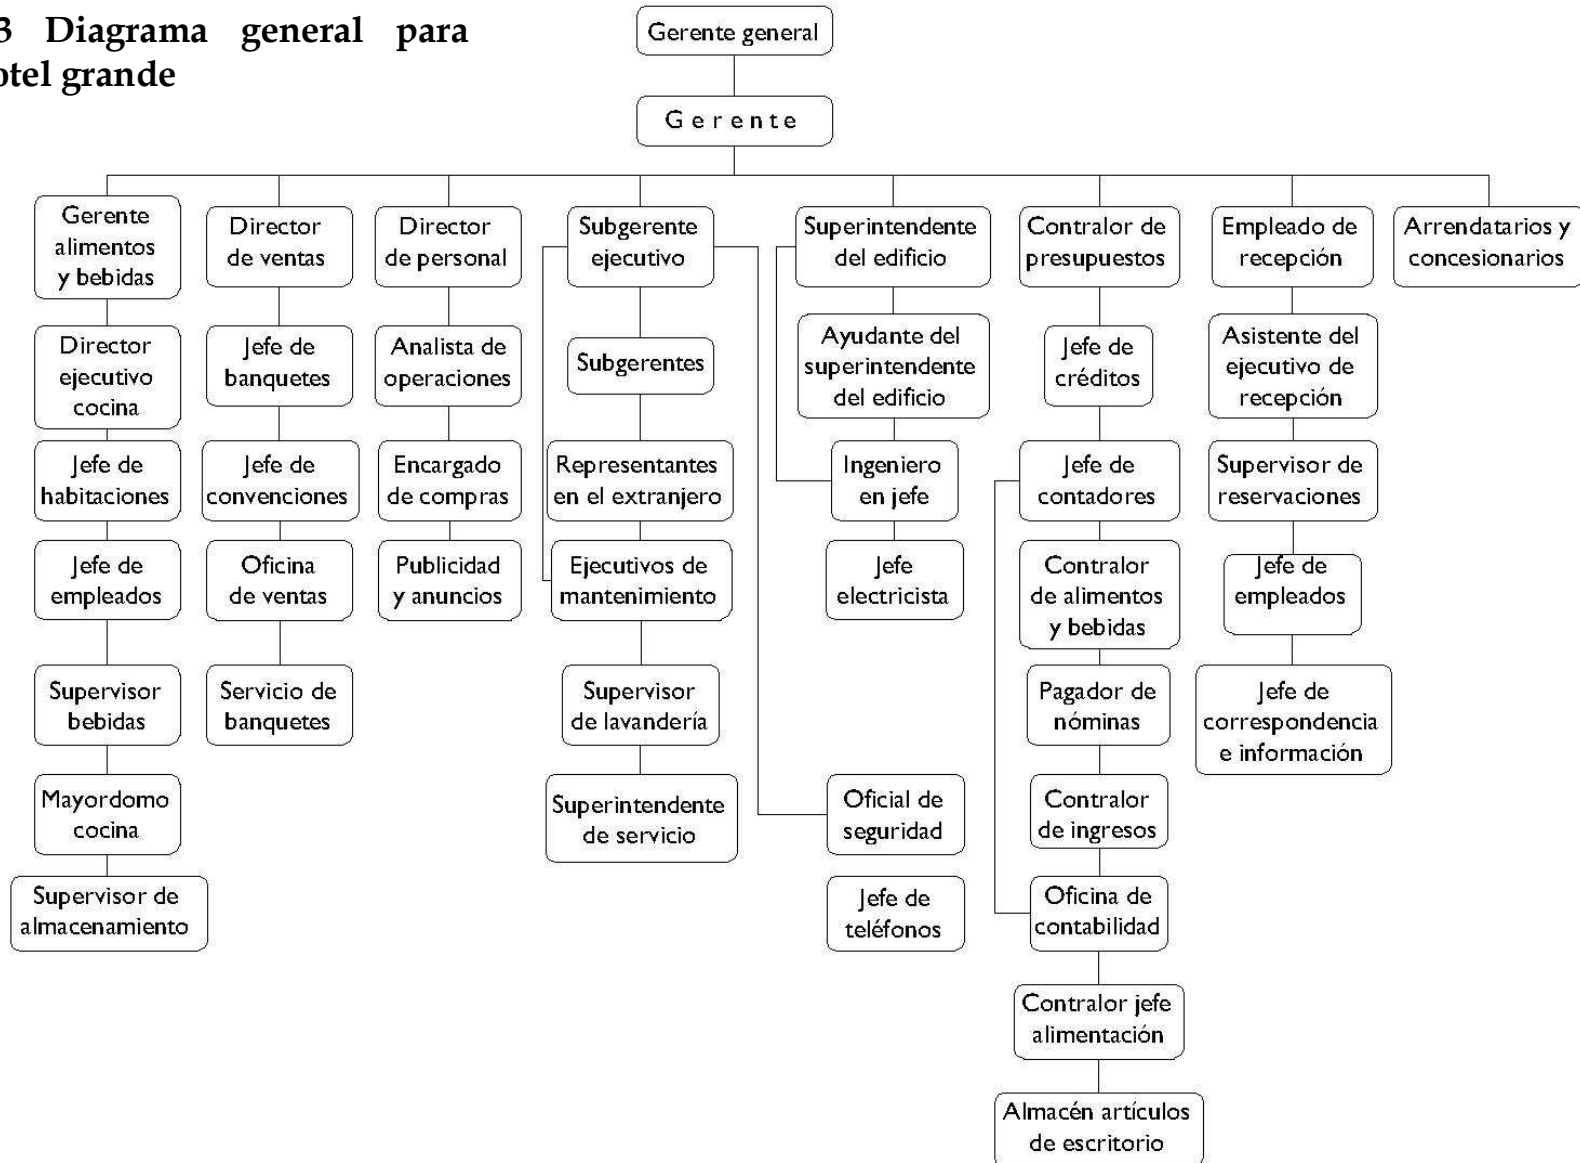 3 Diagrama general para
otel grande
Gerente general
Gerente
Gerente
alimentos
y bebidas
Director
de ventas
Director
de personal
Subgerente
ejecutivo
Superintendente
del edificio
Contralor de
presupuestos
Empleado de
recepción
Arrendatarios y
concesionarios
Director
ejecutivo
cocina
Jefe de
banquetes
Analista de
operaciones
Subgerentes
Ayudante del
superintendente
del edificio
Jefe de
créditos
Asistente del
ejecutivo de
recepción
Jefe de
habitaciones
Jefe de
convenciones
Encargado
de compras
Representantes
en el extranjero
Ingeniero
en jefe
Jefe de
contadores
Supervisor de
reservaciones
Jefe de
empleados
Oficina
de ventas
Publicidad
y anuncios
Ejecutivos de
mantenimiento
Jefe
electricista
Contralor
de alimentos
y bebidas
Jefe de
empleados
Supervisor
bebidas
Servicio de
banquetes
Supervisor
de lavandería
Pagador de
nóminas
Jefe de
correspondencia
e información
Mayordomo
cocina
Superintendente
de servicio
Oficial de
seguridad
Contralor
de ingresos
Supervisor de
almacenamiento
Jefe de
teléfonos
Oficina de
contabilidad
Contralor jefe
alimentación
Almacén artículos
de escritorio